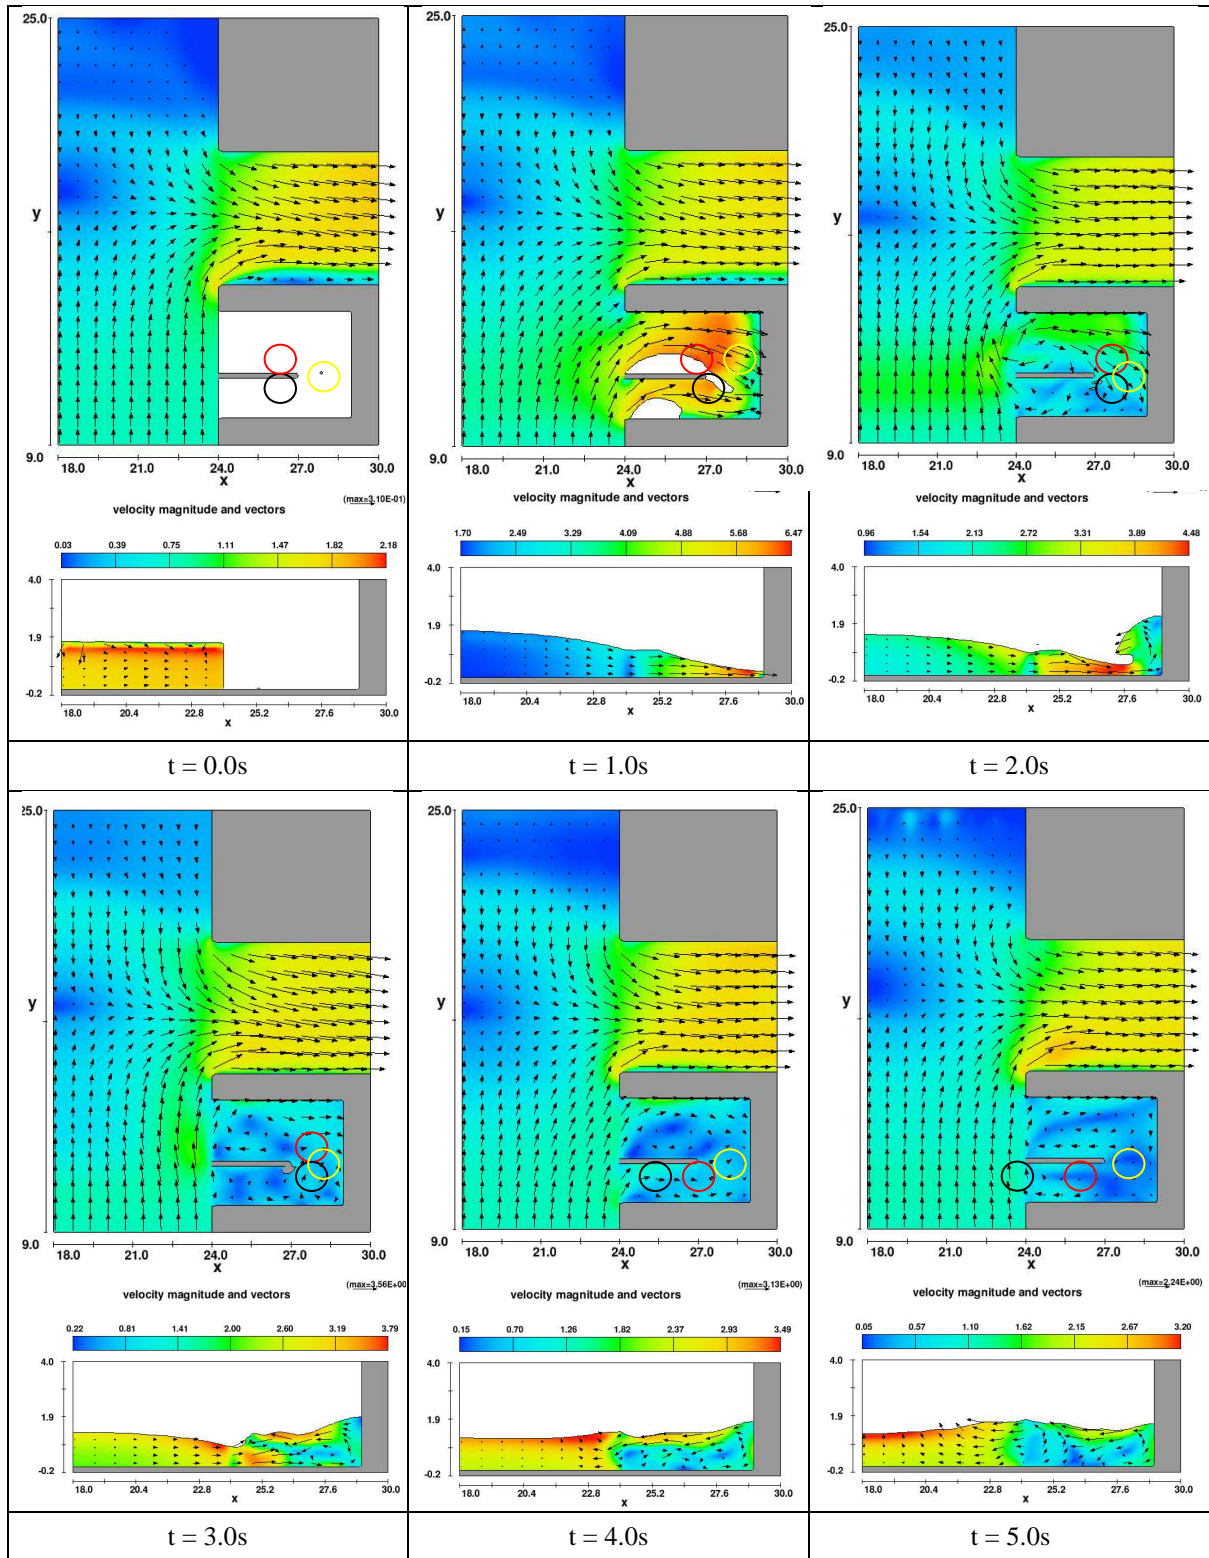 25.0
y
9.0
18.0 21.0 24.0 27.0 30.0
x
(max=3.10E-01)
velocity magnitude and vectors
0.03 0.39 0.75 1.11 1.47 1.82 2.18
4.0
1.9
-0.2
18.0 20.4 22.8 25.2 27.6 30.0
x
t = 0.0s
25.0
y
9.0
18.0 21.0 24.0 27.0 30.0
x
velocity magnitude and vectors
1.70 2.49 3.29 4.09 4.88 5.68 6.47
4.0
1.9
-0.2
18.0 20.4 22.8 25.2 27.6 30.0
x
t = 1.0s
25.0
y
9.0
18.0 21.0 24.0 27.0 30.0
x
velocity magnitude and vectors
0.96 1.54 2.13 2.72 3.31 3.89 4.48
4.0
1.9
-0.2
18.0 20.4 22.8 25.2 27.6 30.0
x
t = 2.0s
25.0
y
9.0
18.0 21.0 24.0 27.0 30.0
x
(max=3.56E+00
velocity magnitude and vectors
0.22 0.81 1.41 2.00 2.60 3.19 3.79
4.0
1.9
-0.2
18.0 20.4 22.8 25.2 27.6 30.0
x
t = 3.0s
25.0
y
9.0
18.0 21.0 24.0 27.0 30.0
x
(max=3.13E+00)
velocity magnitude and vectors
0.15 0.70 1.26 1.82 2.37 2.93 3.49
4.0
1.9
-0.2
18.0 20.4 22.8 25.2 27.6 30.0
x
t = 4.0s
25.0
y
9.0
18.0 21.0 24.0 27.0 30.0
x
(max=2.24E+00)
velocity magnitude and vectors
0.05 0.57 1.10 1.62 2.15 2.67 3.20
4.0
1.9
-0.2
18.0 20.4 22.8 25.2 27.6 30.0
x
t = 5.0s